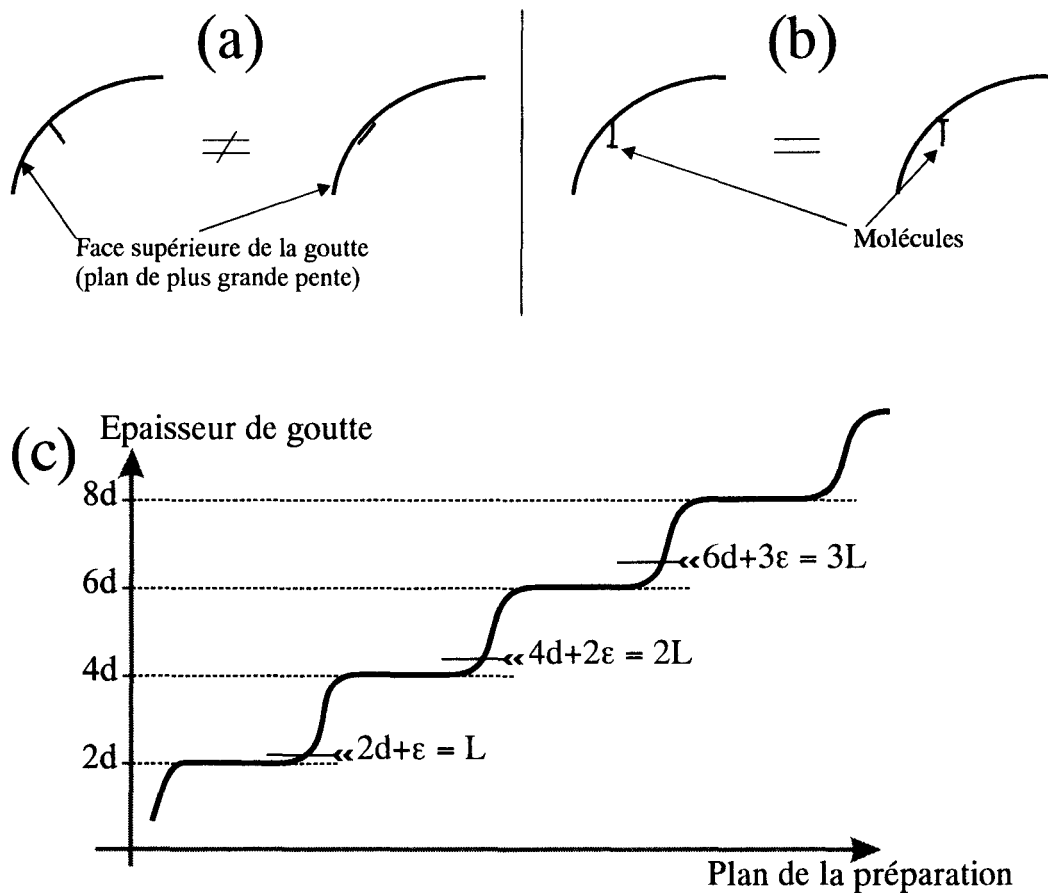 (a)
(b)
≠
=
Face supérieure de la goutte
(plan de plus grande pente)
Molécules
(c)
Epaisseur de goutte
8d
6d+3ε = 3L
6d
4d+2ε = 2L
4d
2d+ε = L
2d
Plan de la préparation